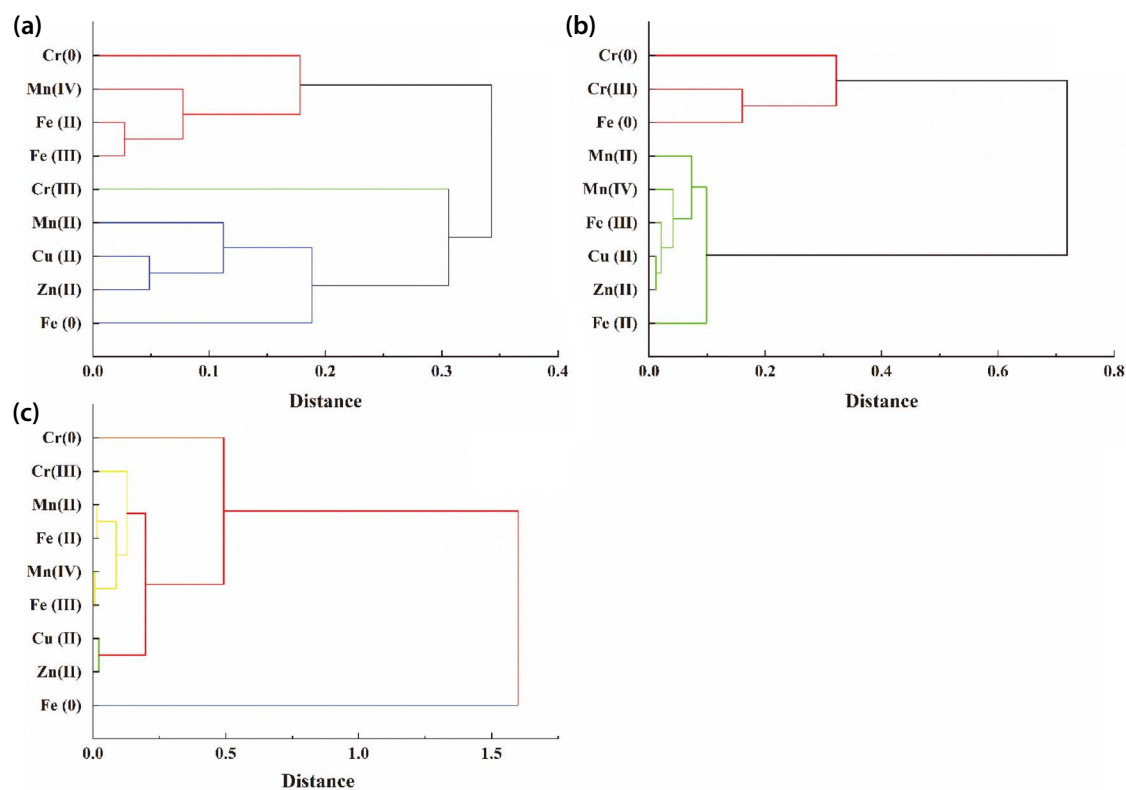 (a)
Cr(0)
Mn(IV)
Fe (II)
Fe (III)
Cr(III)
Mn(II)
Cu (II)
Zn(II)
Fe (0)
0.0 0.1 0.2 0.3 0.4
Distance
(b)
Cr(0)
Cr(III)
Fe (0)
Mn(II)
Mn(IV)
Fe (III)
Cu (II)
Zn(II)
Fe (II)
0.0 0.2 0.4 0.6 0.8
Distance
(c)
Cr(0)
Cr(III)
Mn(II)
Fe (II)
Mn(IV)
Fe (III)
Cu (II)
Zn(II)
Fe (0)
0.0 0.5 1.0 1.5
Distance